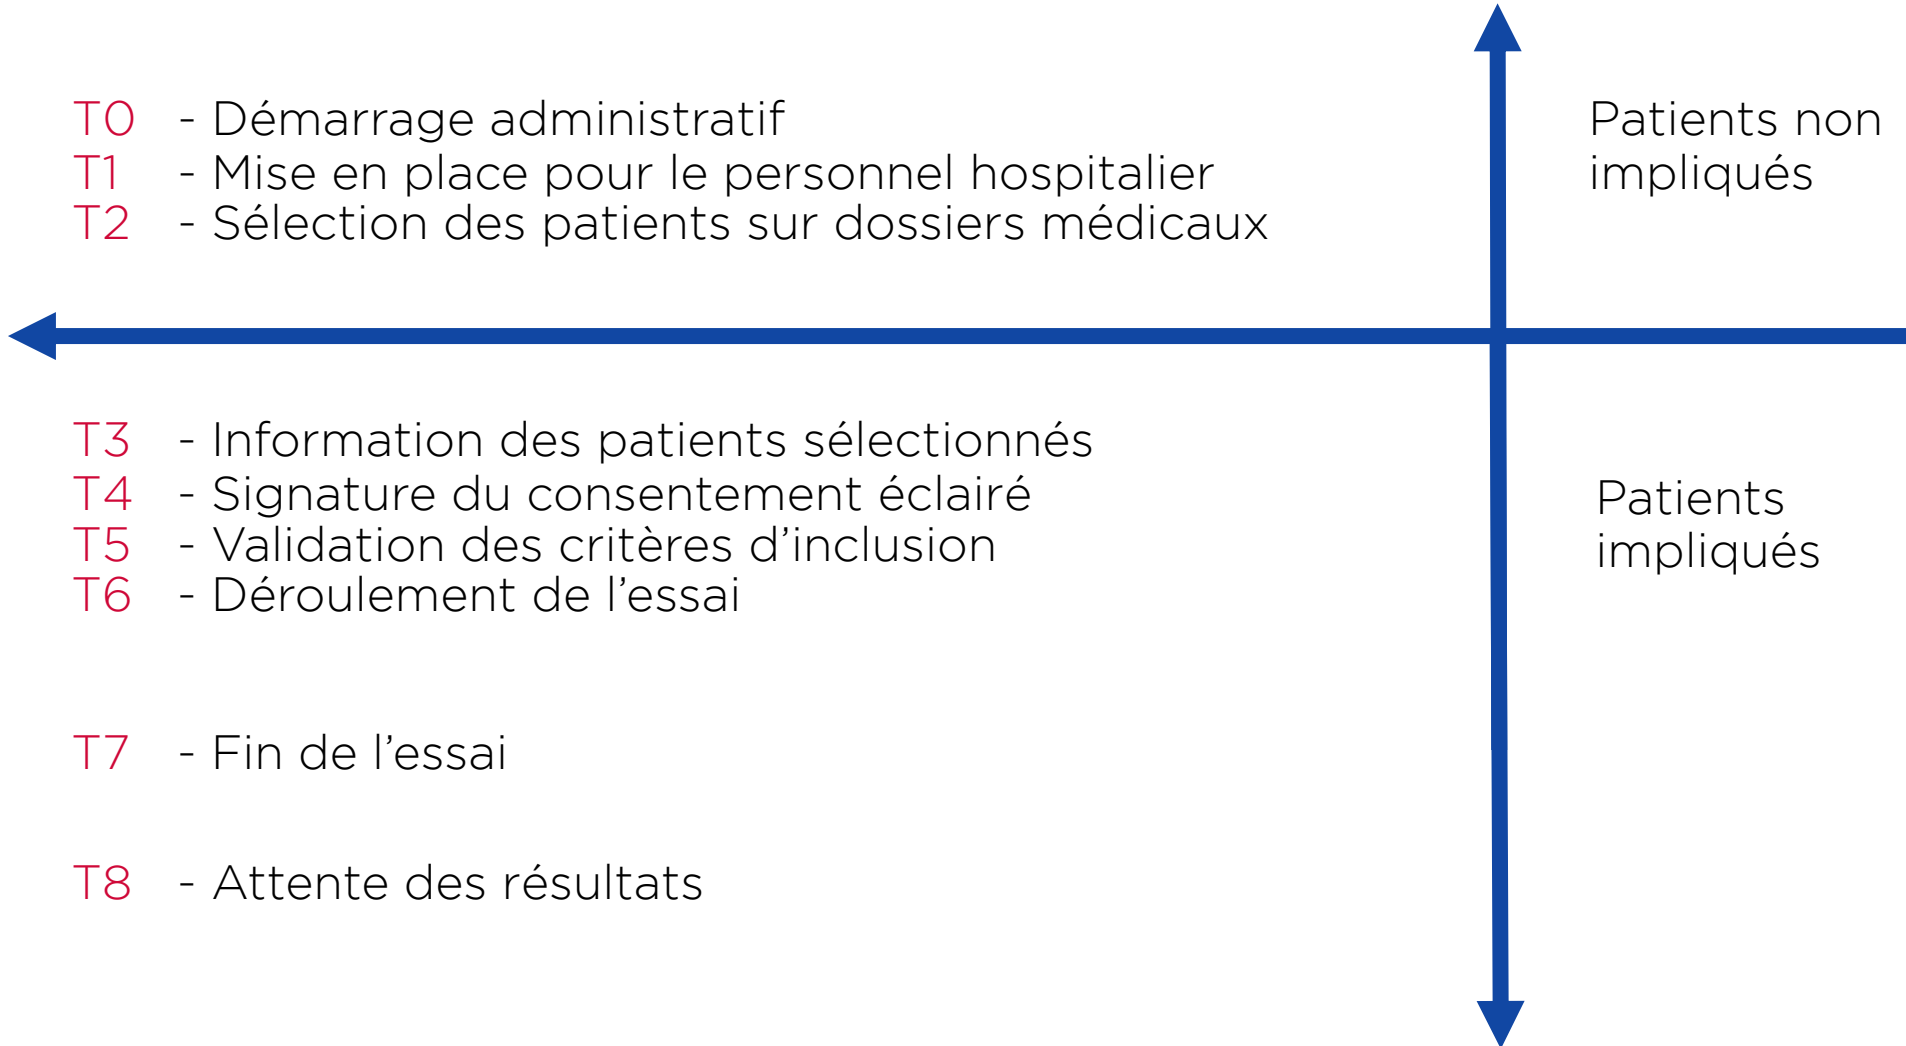 T0 - Démarrage administratif
T1 - Mise en place pour le personnel hospitalier
T2 - Sélection des patients sur dossiers médicaux
Patients non
impliqués
T3 - Information des patients sélectionnés
T4 - Signature du consentement éclairé
T5 - Validation des critères d’inclusion
T6 - Déroulement de l’essai
T7 - Fin de l’essai
T8 - Attente des résultats
Patients
impliqués